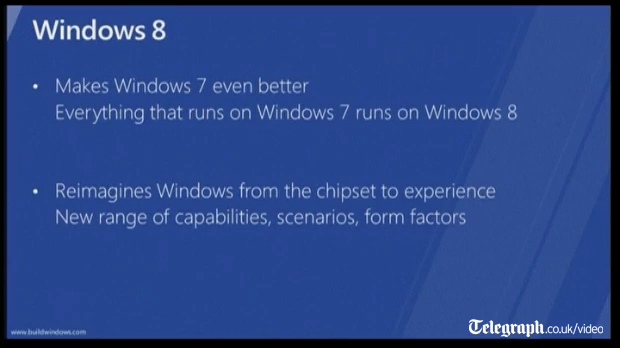 Windows 8
• Makes Windows 7 even better
Everything that runs on Windows 7 runs on Windows 8
• Reimagines Windows from the chipset to experience
New range of capabilities, scenarios, form factors
www.buildwindows.com
Telegraph.co.uk/video